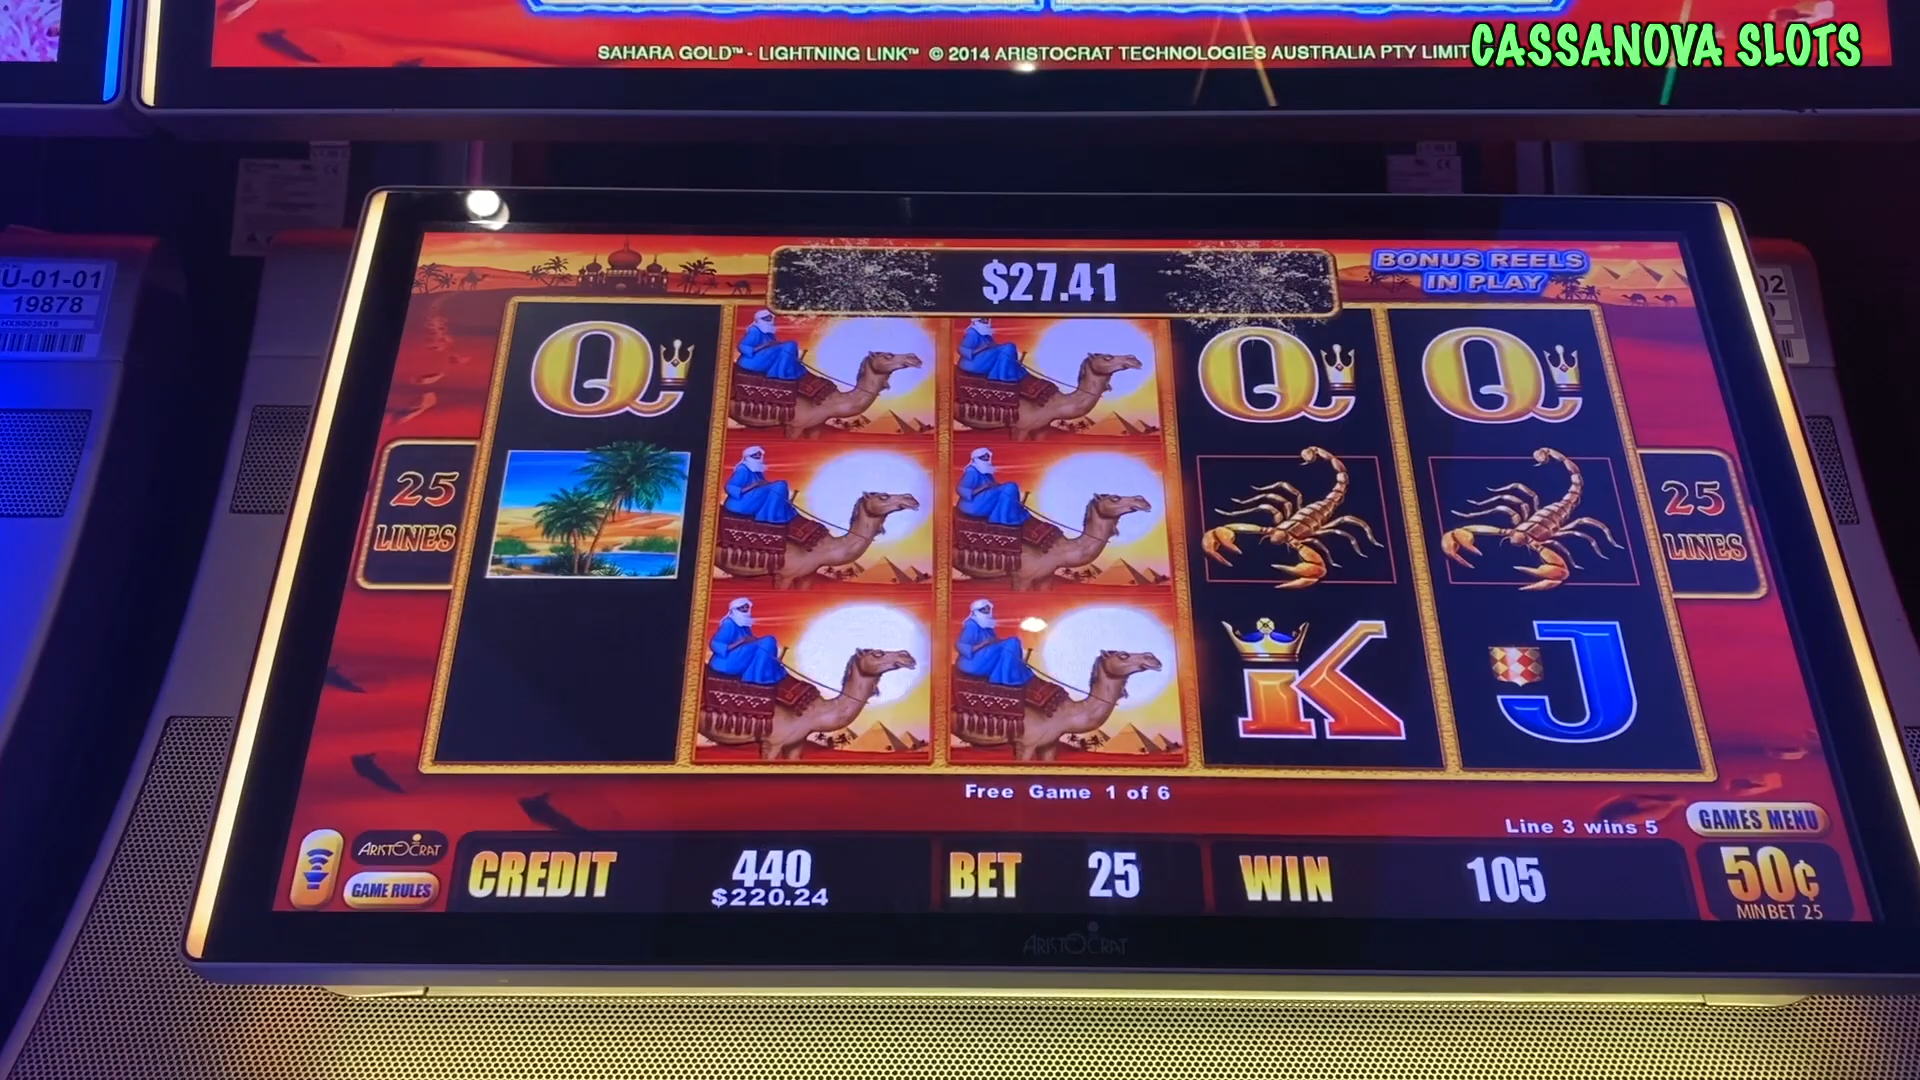 SAHARA GOLD™ - LIGHTNING LINK™ © 2014 ARISTOCRAT TECHNOLOGIES AUSTRALIA PTY LIMIT
CASSANOVA SLOTS
U-01-01
19878
02
$27.41
BONUS REELS
IN PLAY
Q
Q
Q
25
LINES
25
LINES
K
J
Free Game 1 of 6
Line 3 wins 5
GAMES MENU
ARISTOCRAT
GAME RULES
CREDIT
440
$220.24
BET
25
WIN
105
50¢
MIN BET 25
ARISTOCRAT